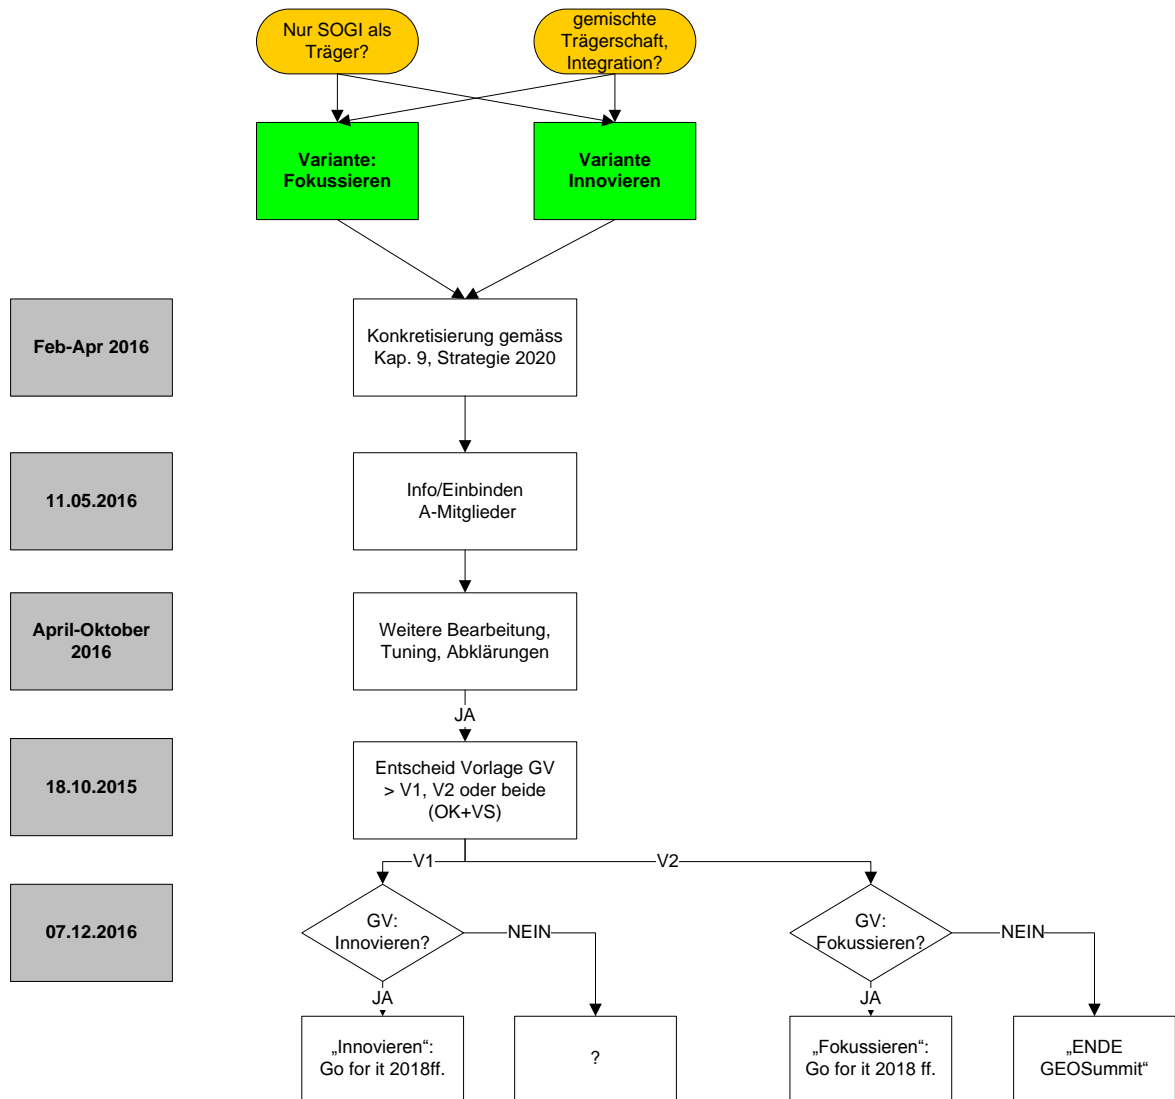 Nur SOGI als
Träger?
gemischte
Trägerschaft,
Integration?
Variante:
Fokussieren
Variante
Innovieren
Feb-Apr 2016
Konkretisierung gemäss
Kap. 9, Strategie 2020
11.05.2016
Info/Einbinden
A-Mitglieder
April-Oktober
2016
Weitere Bearbeitung,
Tuning, Abklärungen
JA
18.10.2015
Entscheid Vorlage GV
> V1, V2 oder beide
(OK+VS)
V1
V2
07.12.2016
GV:
Innovieren?
NEIN
GV:
Fokussieren?
NEIN
JA
JA
„Innovieren“:
Go for it 2018ff.
?
„Fokussieren“:
Go for it 2018 ff.
„ENDE
GEOSummit“